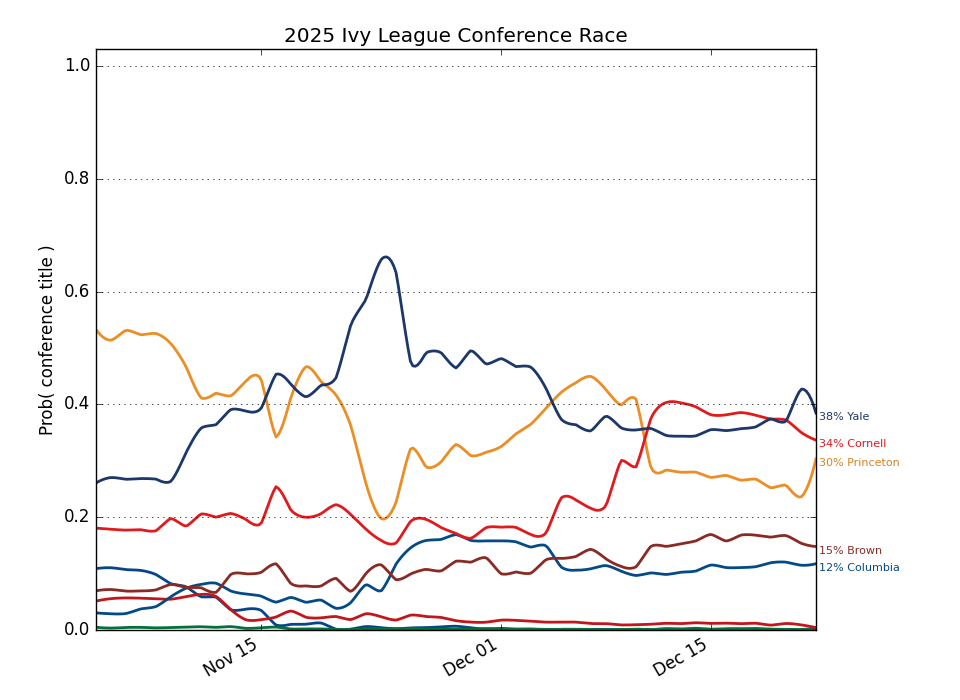 2025 Ivy League Conference Race
Prob( conference title )
1.0
0.8
0.6
0.4
0.2
0.0
Nov 15
Dec 01
Dec 15
38% Yale
34% Cornell
30% Princeton
15% Brown
12% Columbia